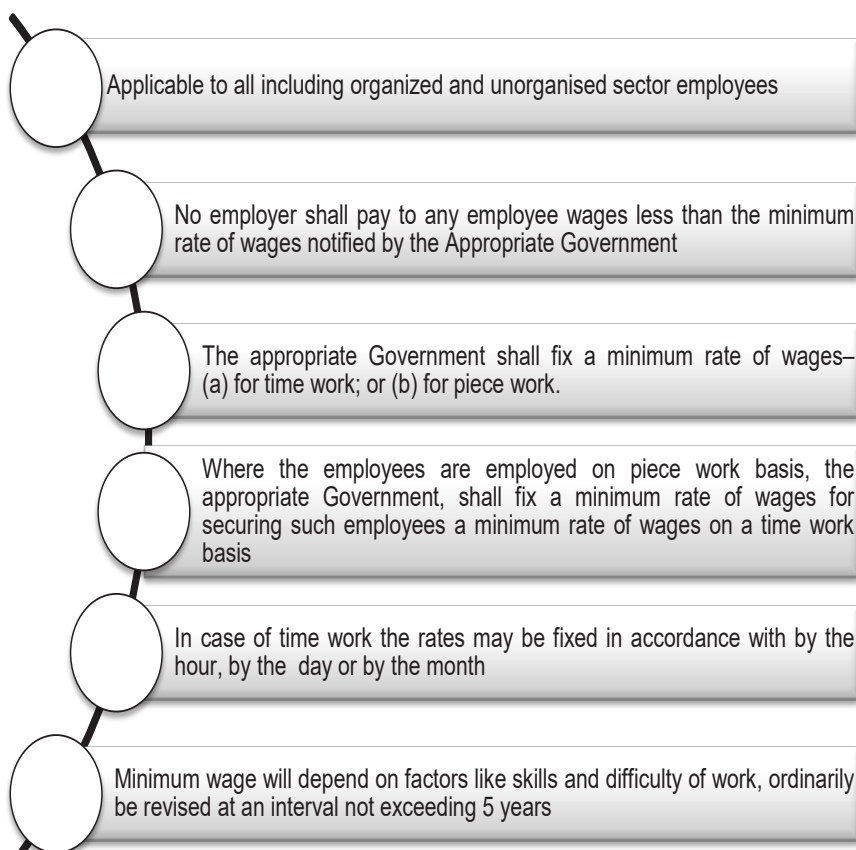 Applicable to all including organized and unorganised sector employees
No employer shall pay to any employee wages less than the minimum
rate of wages notified by the Appropriate Government
The appropriate Government shall fix a minimum rate of wages–
(a) for time work; or (b) for piece work.
Where the employees are employed on piece work basis, the
appropriate Government, shall fix a minimum rate of wages for
securing such employees a minimum rate of wages on a time work
basis
In case of time work the rates may be fixed in accordance with by the
hour, by the  day or by the month
Minimum wage will depend on factors like skills and difficulty of work, ordinarily
be revised at an interval not exceeding 5 years